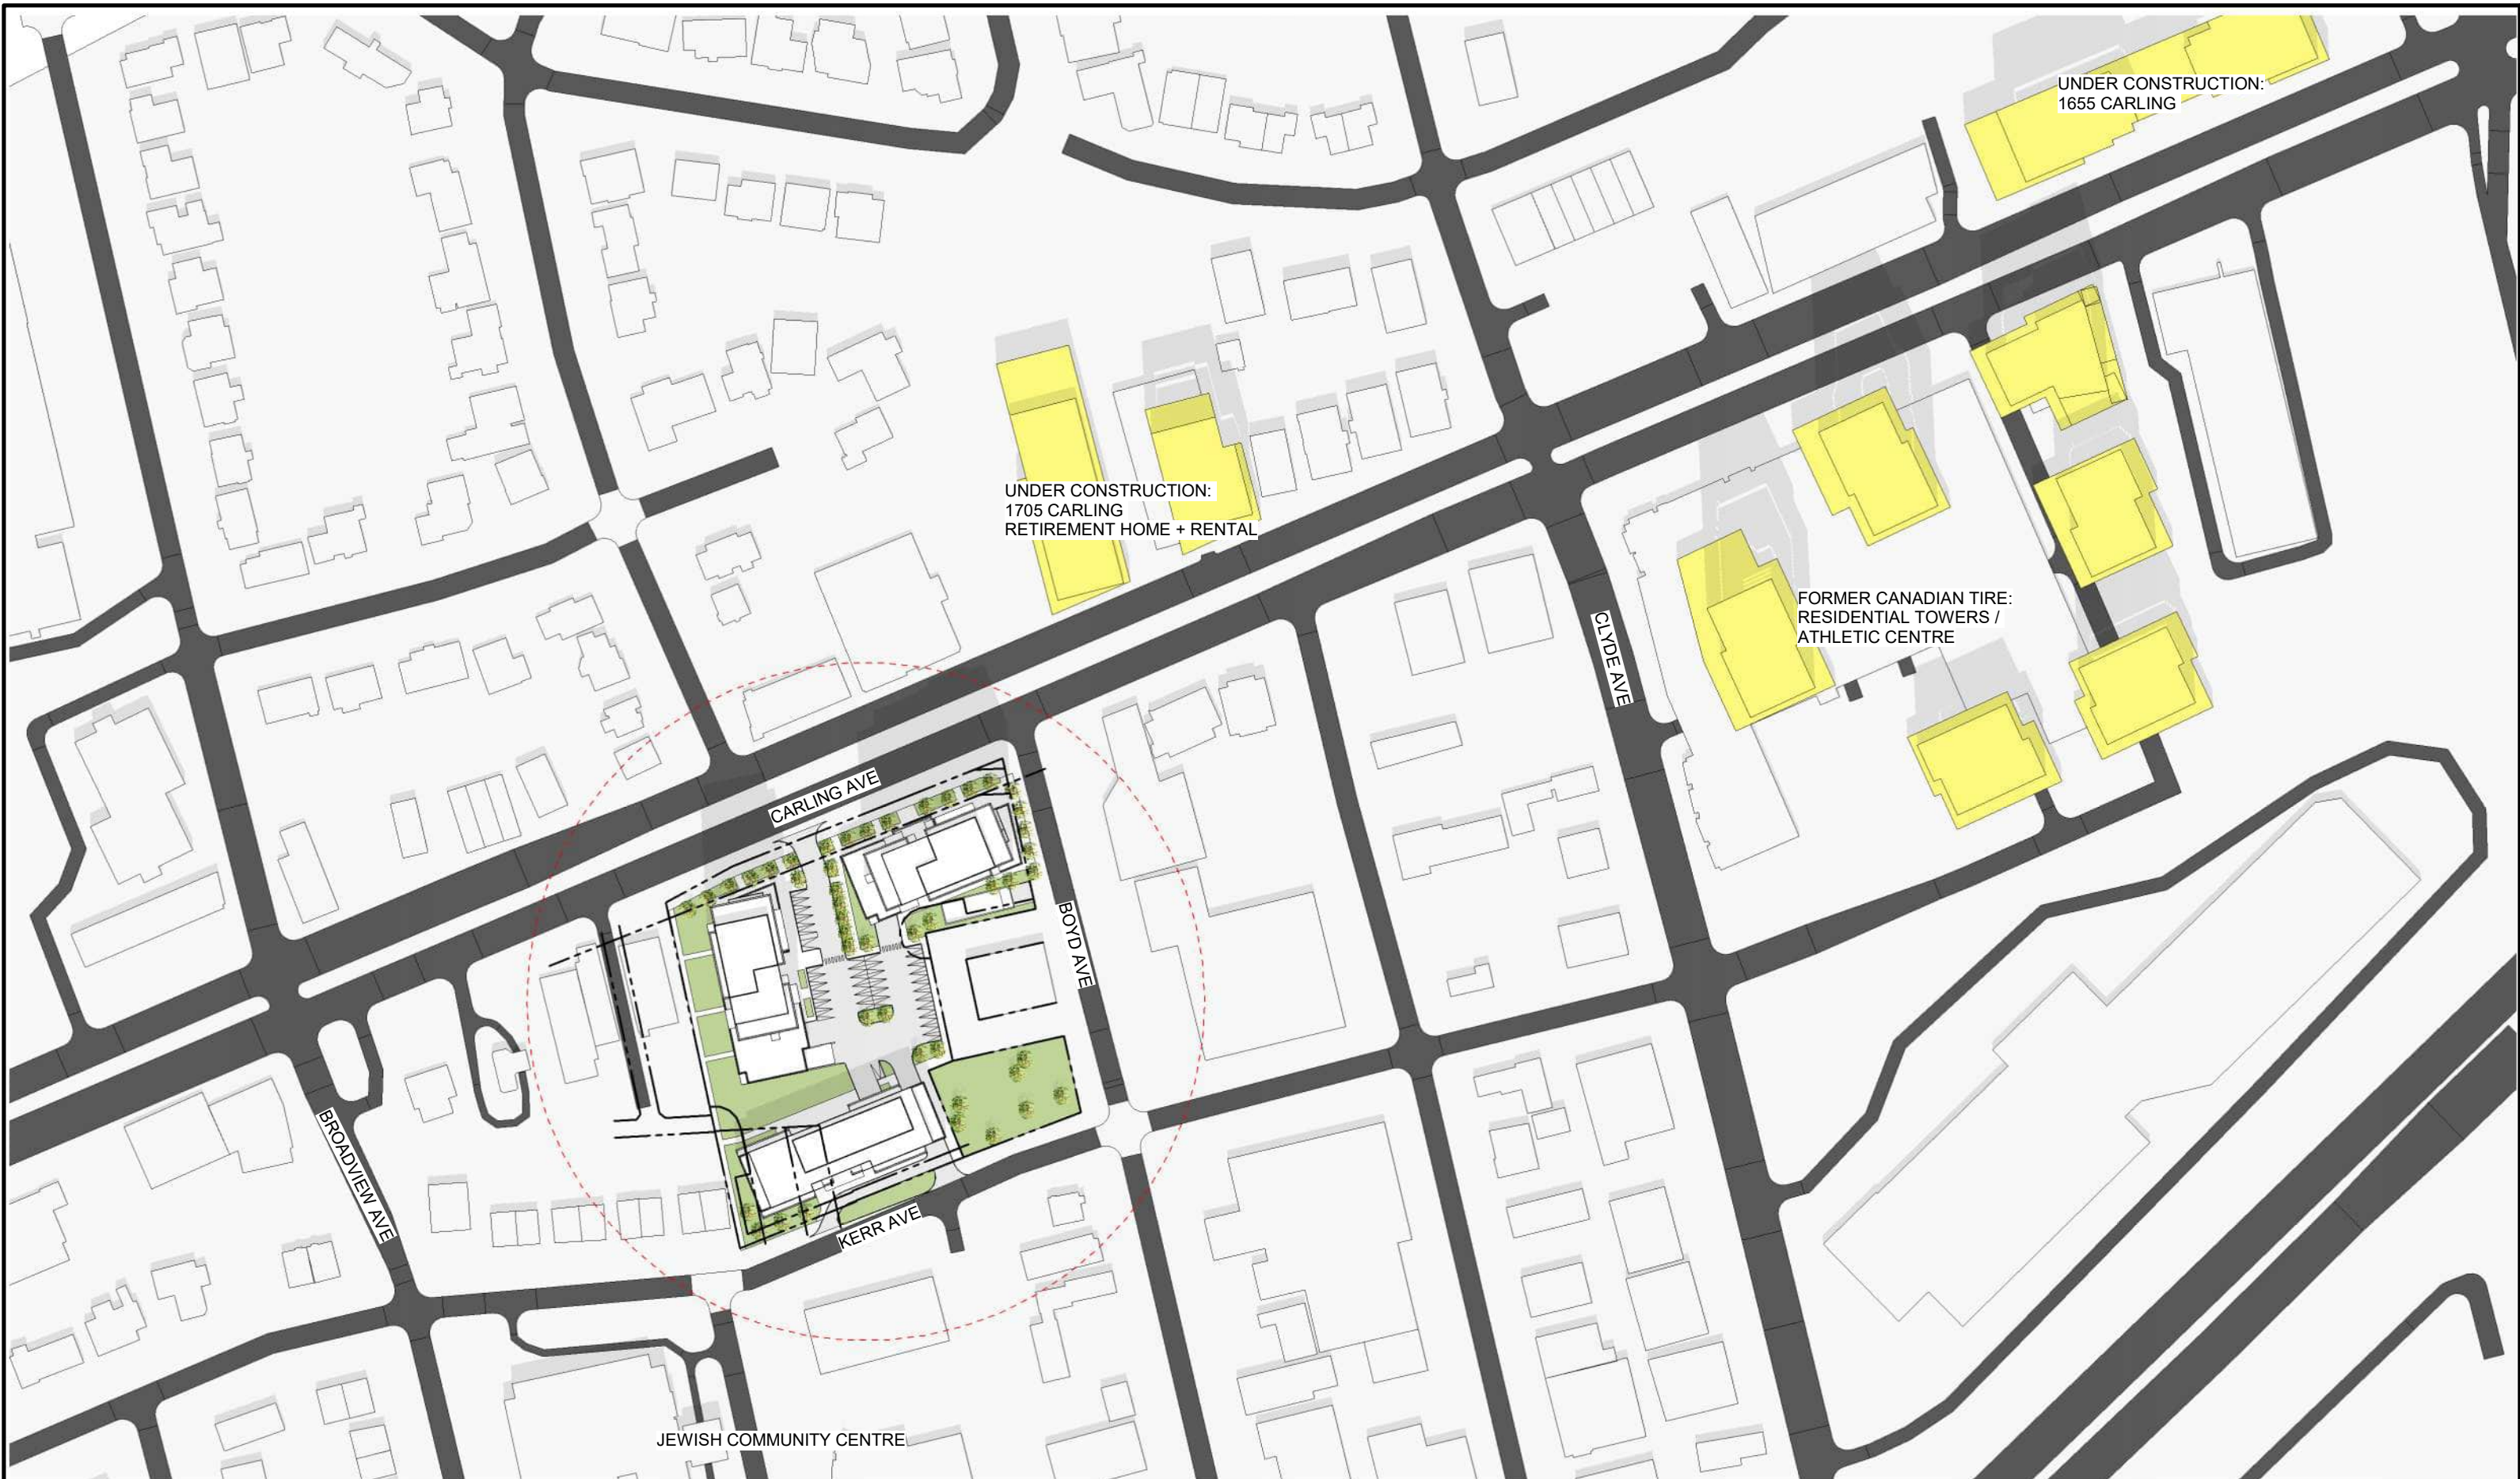 UNDER CONSTRUCTION:
1655 CARLING
UNDER CONSTRUCTION:
1705 CARLING
RETIREMENT HOME + RENTAL
FORMER CANADIAN TIRE:
RESIDENTIAL TOWERS /
ATHLETIC CENTRE
CLYDE AVE
CARLING AVE
BOYD AVE
BROADVIEW AVE
KERR AVE
JEWISH COMMUNITY CENTRE